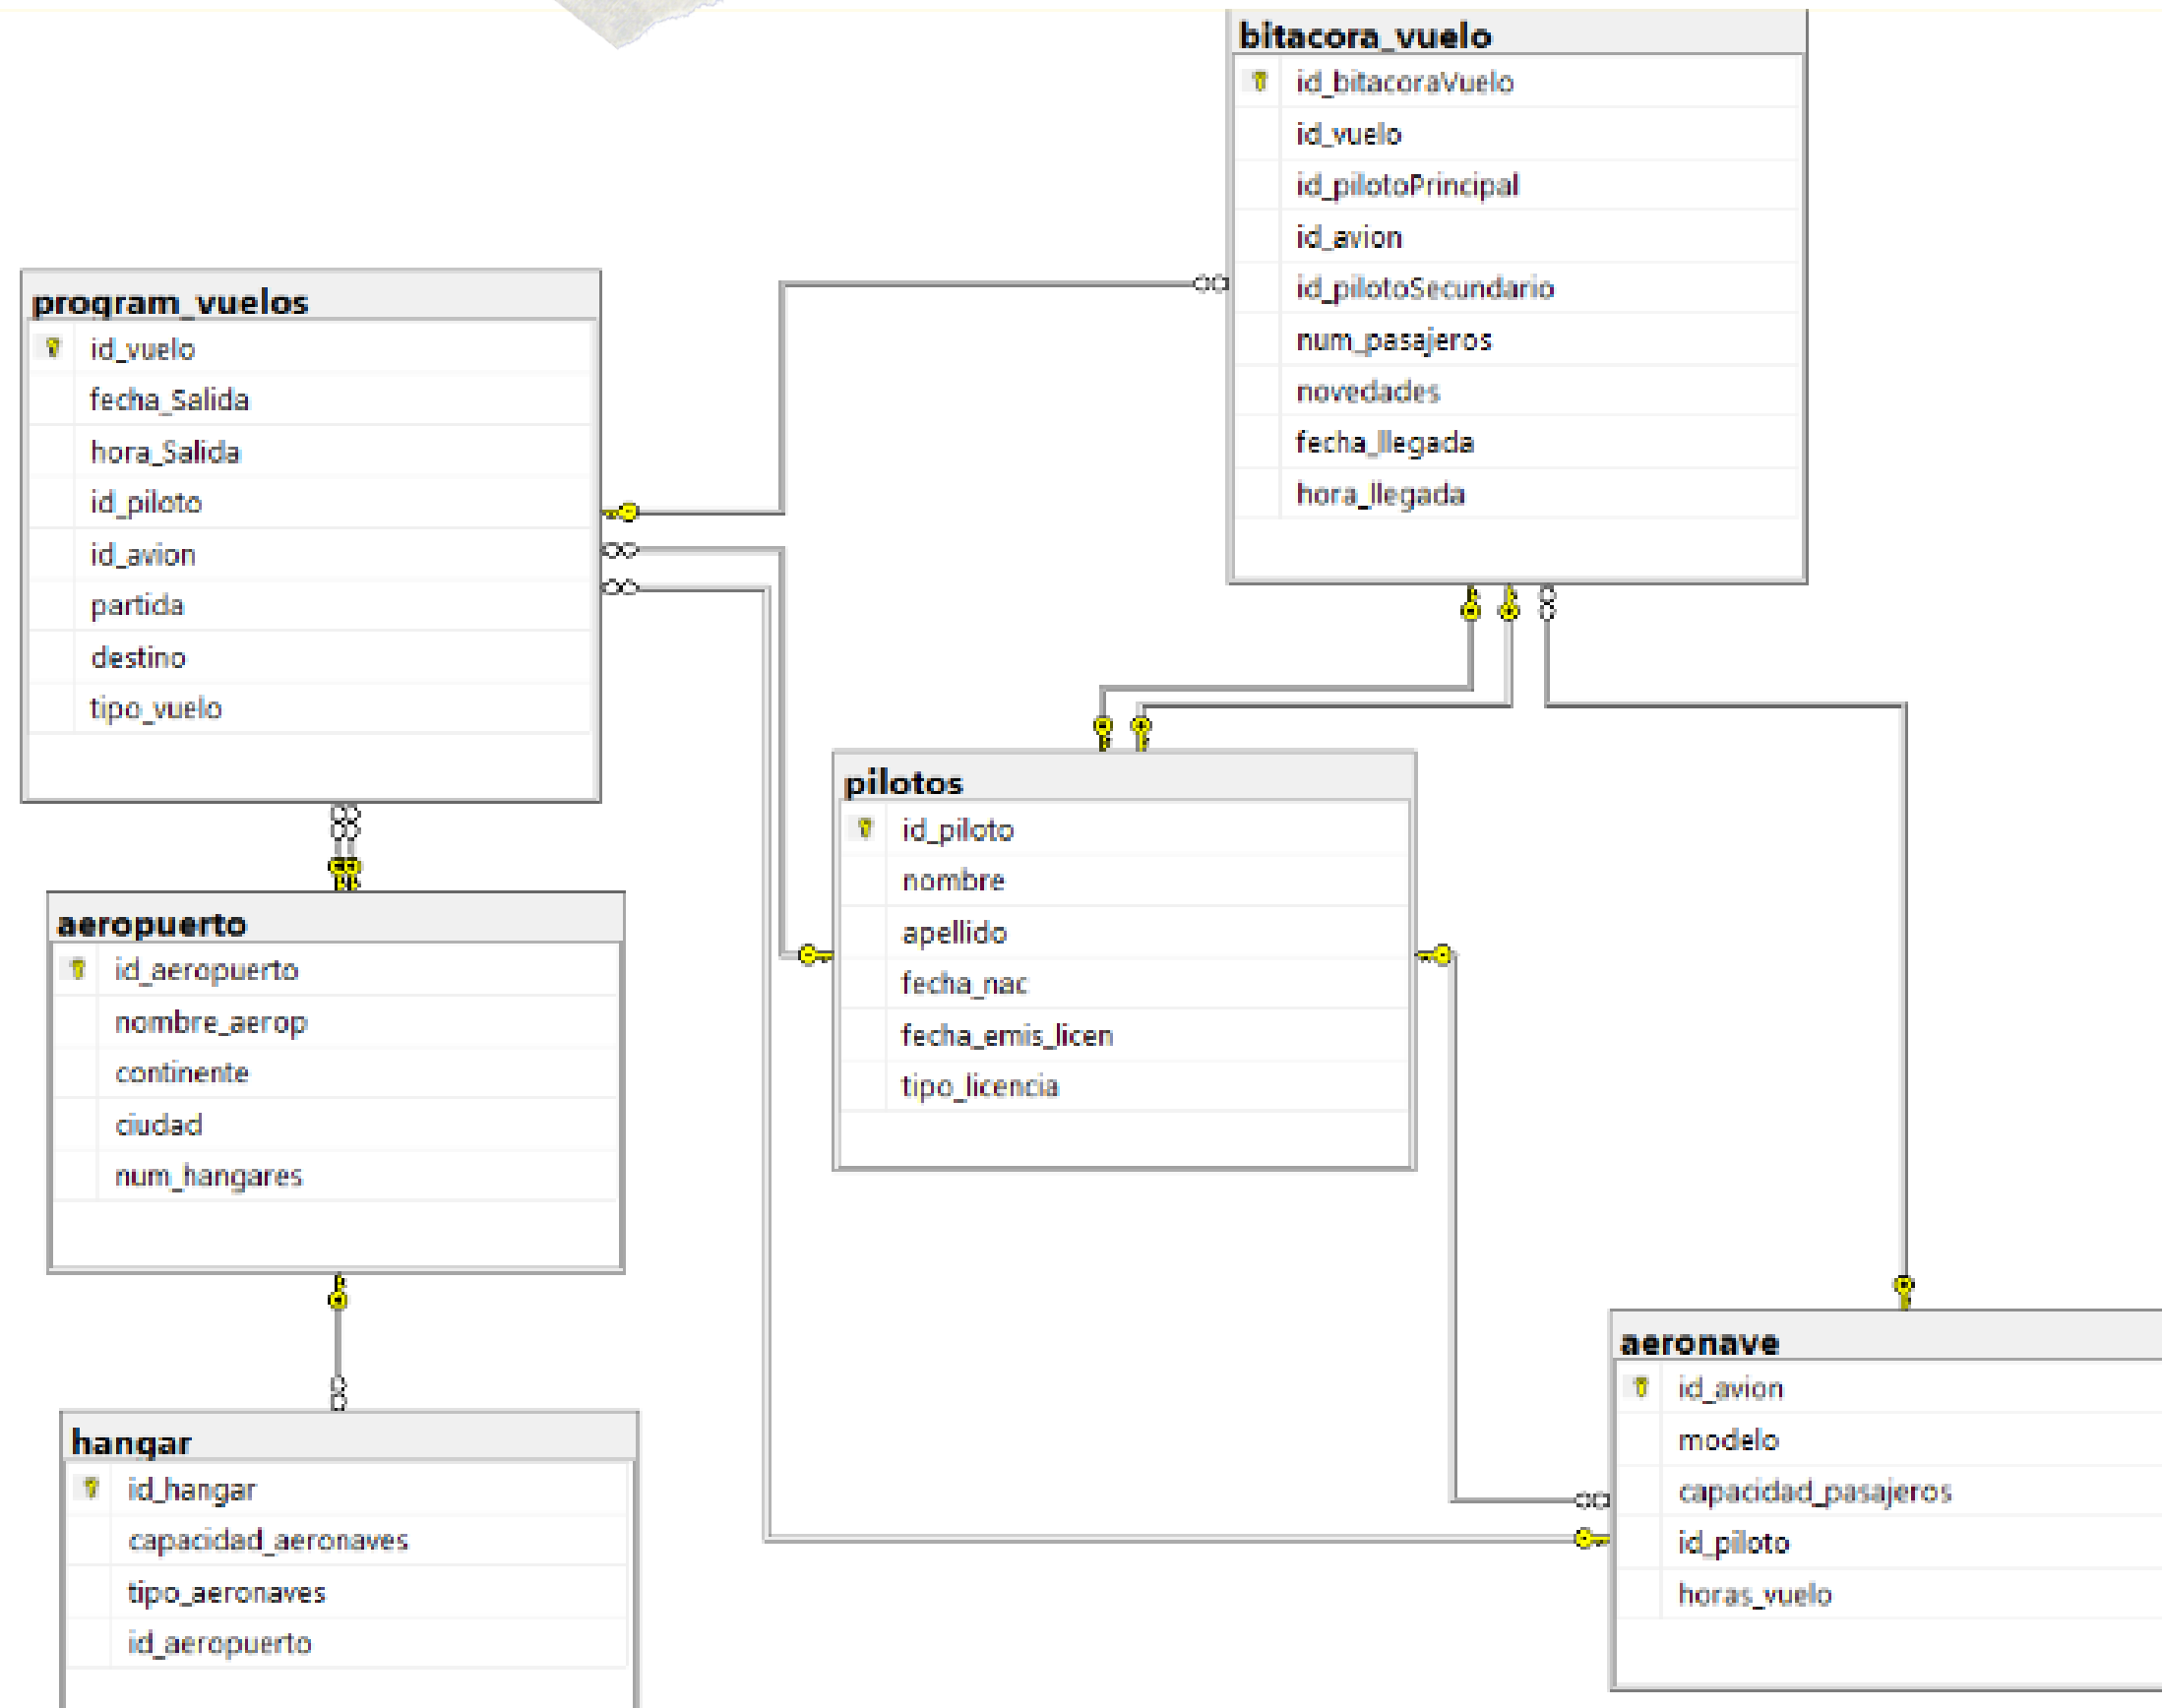 bitacora_vuelo
id_bitacoraVuelo
id_vuelo
id_pilotoPrincipal
id_avion
id_pilotoSecundario
num_pasajeros
novedades
fecha_llegada
hora_llegada
program_vuelos
id_vuelo
fecha_Salida
hora_Salida
id_piloto
id_avion
partida
destino
tipo_vuelo
pilotos
id_piloto
nombre
apellido
fecha_nac
fecha_emis_licen
tipo_licencia
aeropuerto
id_aeropuerto
nombre_aerop
continente
ciudad
num_hangares
aeronave
id_avion
modelo
capacidad_pasajeros
id_piloto
horas_vuelo
hangar
id_hangar
capacidad_aeronaves
tipo_aeronaves
id_aeropuerto